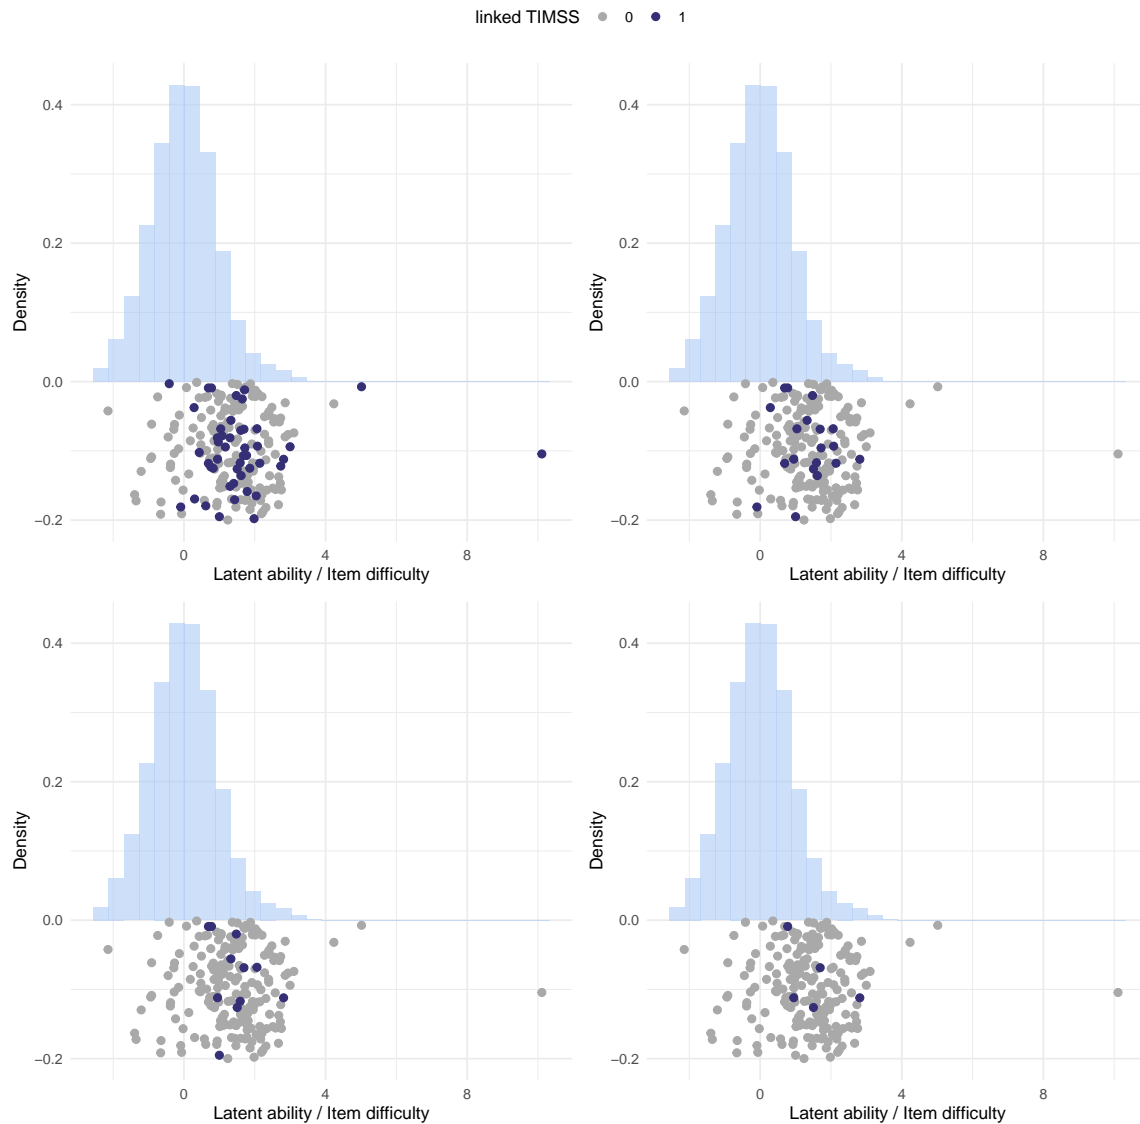 linked TIMSS 0 1
0.4 0.4
0.2 0.2
Density Density
0.0 0.0
−0.2 −0.2
0 4 8 0 4 8
Latent ability / Item difficulty Latent ability / Item difficulty
0.4 0.4
0.2 0.2
Density Density
0.0 0.0
−0.2 −0.2
0 4 8 0 4 8
Latent ability / Item difficulty Latent ability / Item difficulty